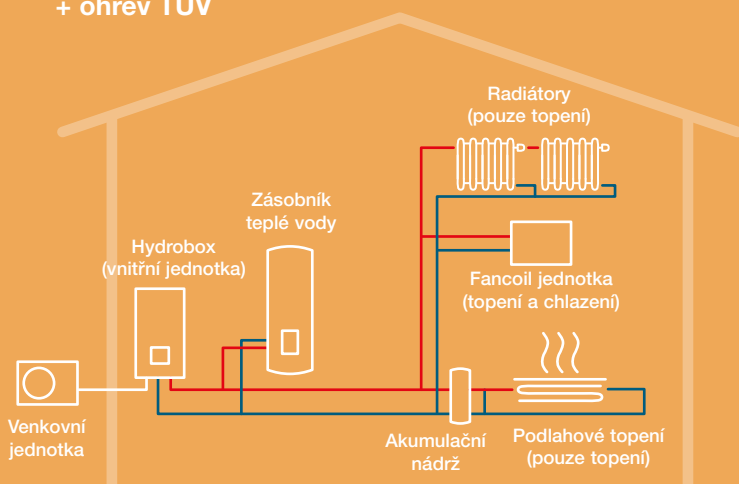 + ohřev TUV
Radiátory
(pouze topení)
Zásobník
teplé vody
Hydrobox
(vnitřní jednotka)
Fancoil jednotka
(topení a chlazení)
Venkovní
jednotka
Akumulační
nádrž
Podlahové topení
(pouze topení)